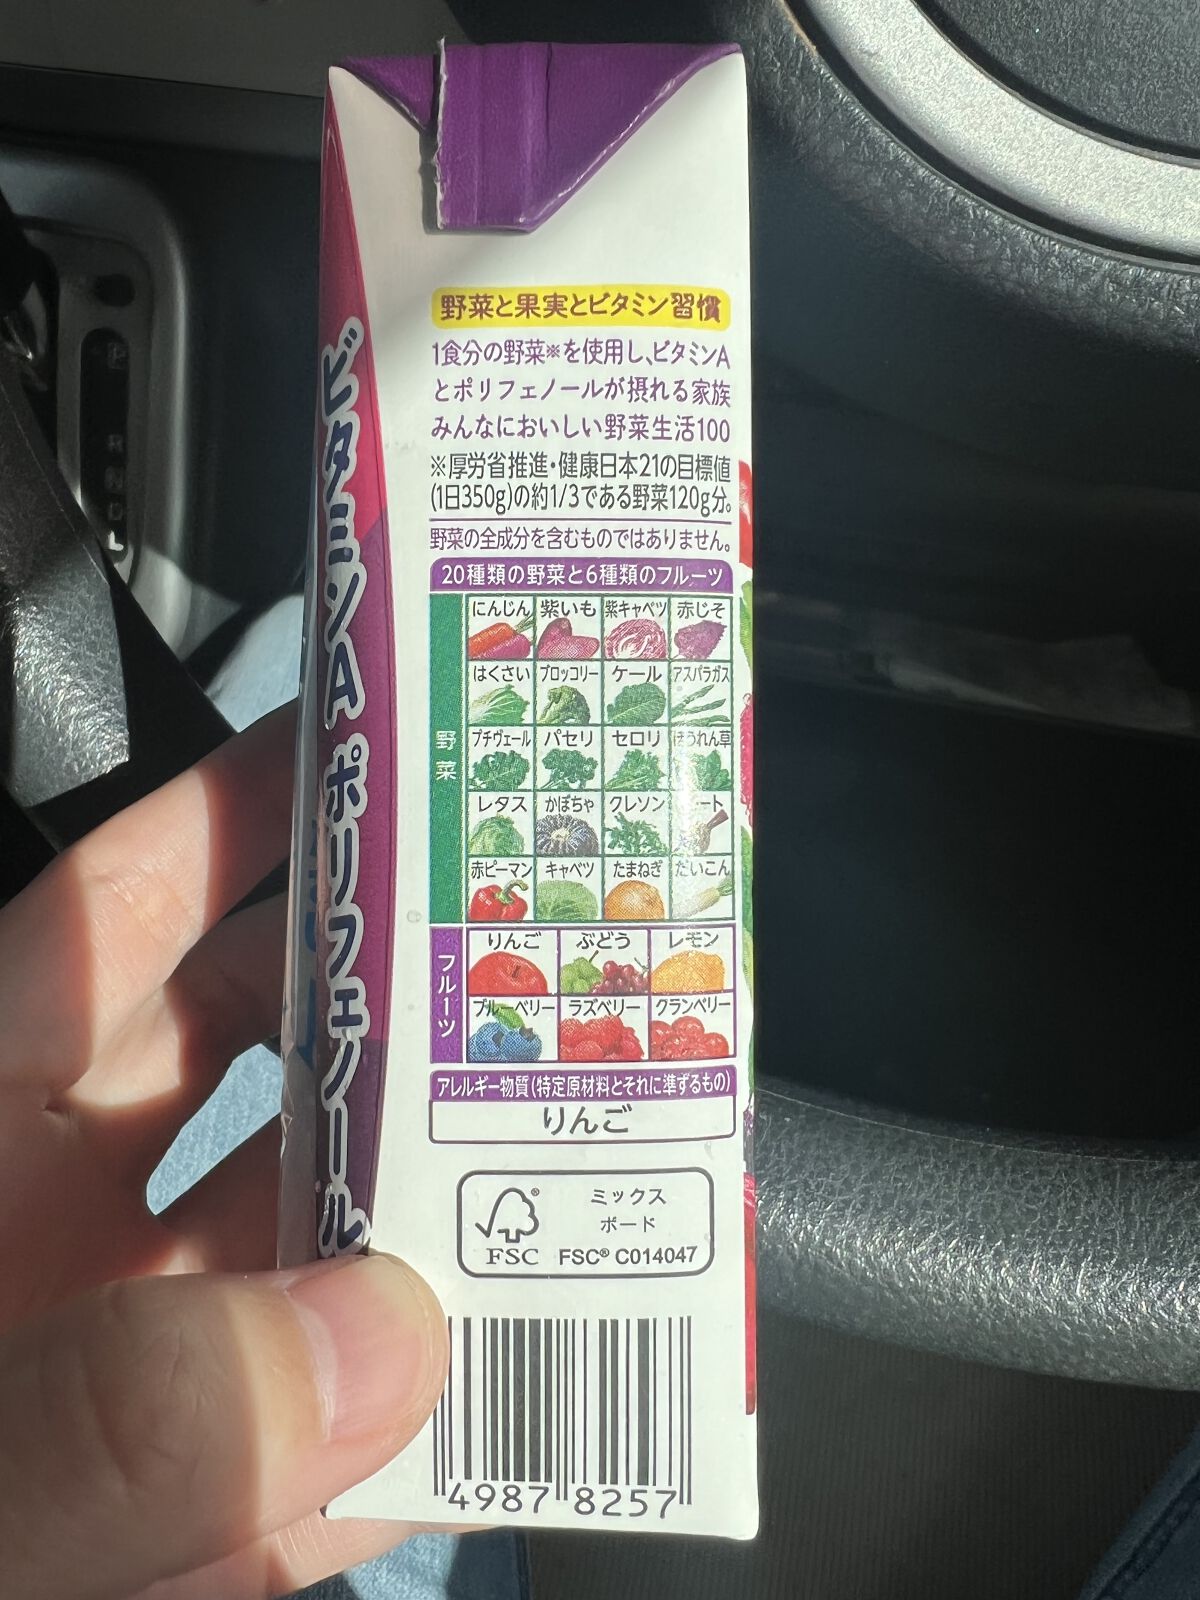 野菜と果実とビタミン習慣
1食分の野菜※を使用し、ビタミンA
とポリフェノールが摂れる家族
みんなにおいしい野菜生活100
※厚労省推進・健康日本21の目標値
(1日350g)の約1/3である野菜120g分。
野菜の全成分を含むものではありません。
20種類の野菜と6種類のフルーツ
野菜
にんじん 紫いも 紫キャベツ 赤じそ
はくさい ブロッコリー ケール アスパラガス
プチヴェール パセリ セロリ ほうれん草
レタス かぼちゃ クレソン
赤ピーマン キャベツ たまねぎ だいこん
フルーツ
りんご ぶどう レモン
ブルーベリー ラズベリー クランベリー
アレルギー物質(特定原材料とそれに準ずるもの)
りんご
ミックス
ボード
FSC® FSC® C014047
4987 8257
ビタミンA ポリフェノール
R
N
D
L